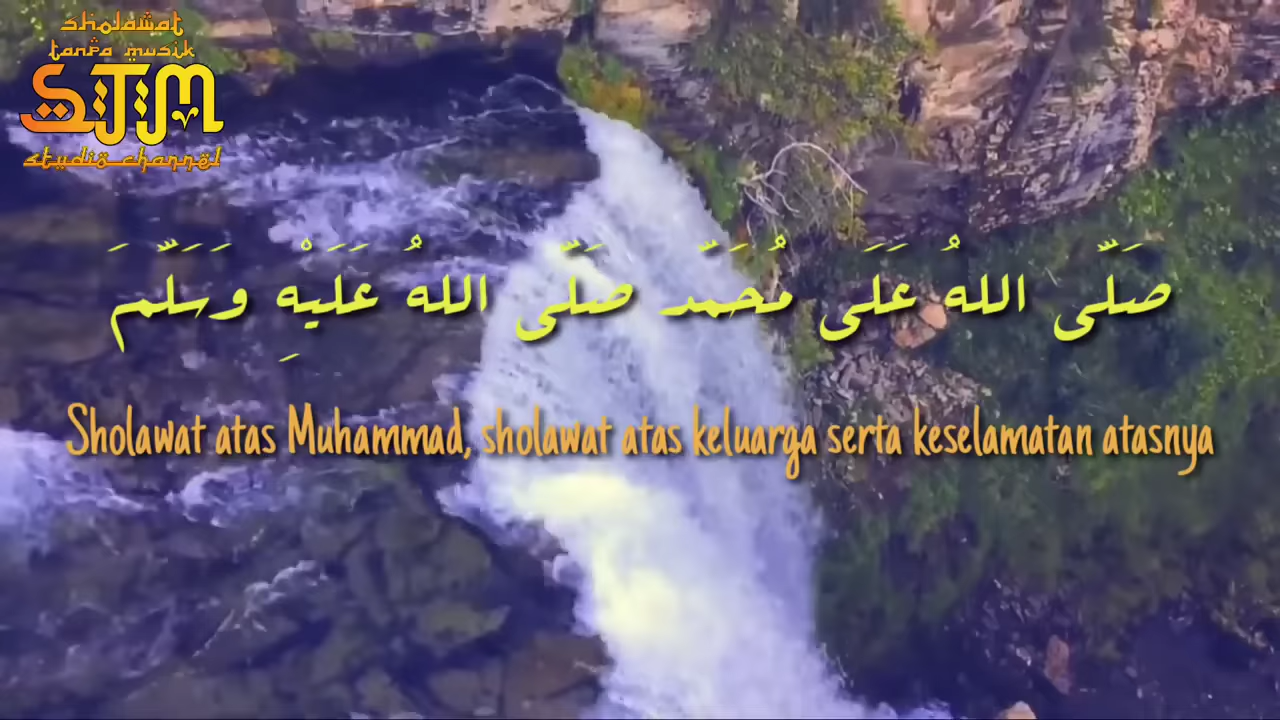 sholawat
tanpa musik
STM
studio channel
صَلَّى اللهُ عَلَى مُحَمَّد صَلَّى اللهُ عَلَيْهِ وَسَلَّمَ
Sholawat atas Muhammad, sholawat atas keluarga serta keselamatan atasnya